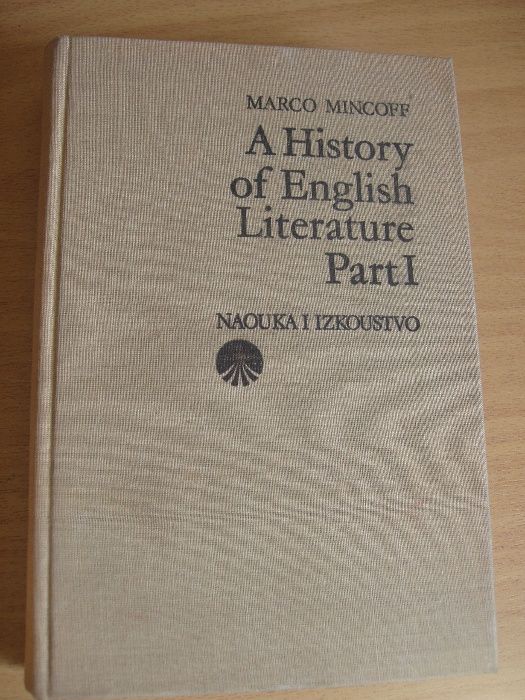 MARCO MINCOFF
A History
of English
Literature
Part I
NAOUKA I IZKOUSTVO